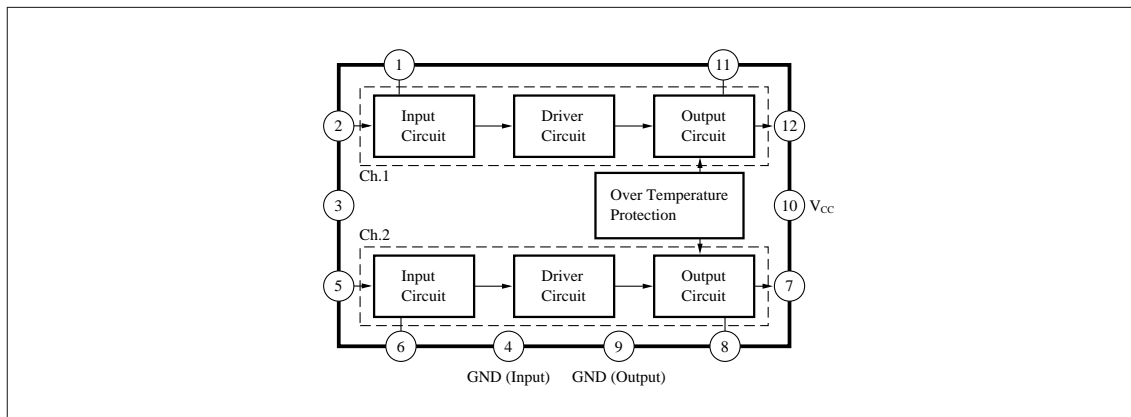 1
11
Input
Circuit
Driver
Circuit
Output
Circuit
2
12
Ch.1
Over Temperature
Protection
3
10
VCC
Ch.2
Input
Circuit
Driver
Circuit
Output
Circuit
5
7
6
4
9
8
GND (Input)
GND (Output)